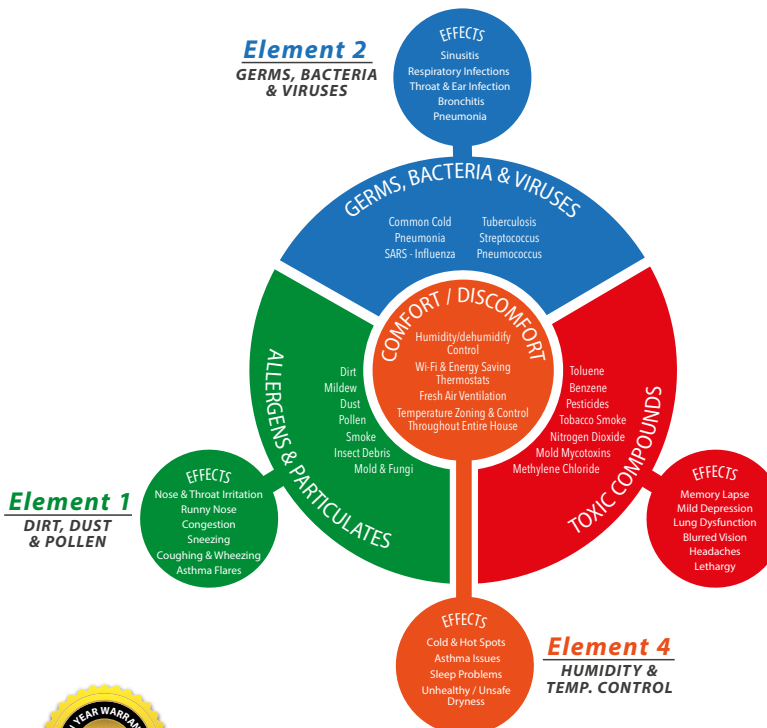 Element 2
GERMS, BACTERIA
& VIRUSES
EFFECTS
Sinusitis
Respiratory Infections
Throat & Ear Infection
Bronchitis
Pneumonia
GERMS, BACTERIA & VIRUSES
Common Cold
Pneumonia
SARS - Influenza
Tuberculosis
Streptococcus
Pneumococcus
COMFORT / DISCOMFORT
Humidity/dehumidify
Control
Wi-Fi & Energy Saving
Thermostats
Fresh Air Ventilation
Temperature Zoning & Control
Throughout Entire House
ALLERGENS & PARTICULATES
Dirt
Mildew
Dust
Pollen
Smoke
Insect Debris
Mold & Fungi
TOXIC COMPOUNDS
Toluene
Benzene
Pesticides
Tobacco Smoke
Nitrogen Dioxide
Mold Mycotoxins
Methylene Chloride
Element 1
DIRT, DUST
& POLLEN
EFFECTS
Nose & Throat Irritation
Runny Nose
Congestion
Sneezing
Coughing & Wheezing
Asthma Flares
EFFECTS
Memory Lapse
Mild Depression
Lung Dysfunction
Blurred Vision
Headaches
Lethargy
EFFECTS
Cold & Hot Spots
Asthma Issues
Sleep Problems
Unhealthy / Unsafe
Dryness
Element 4
HUMIDITY &
TEMP. CONTROL
YEAR